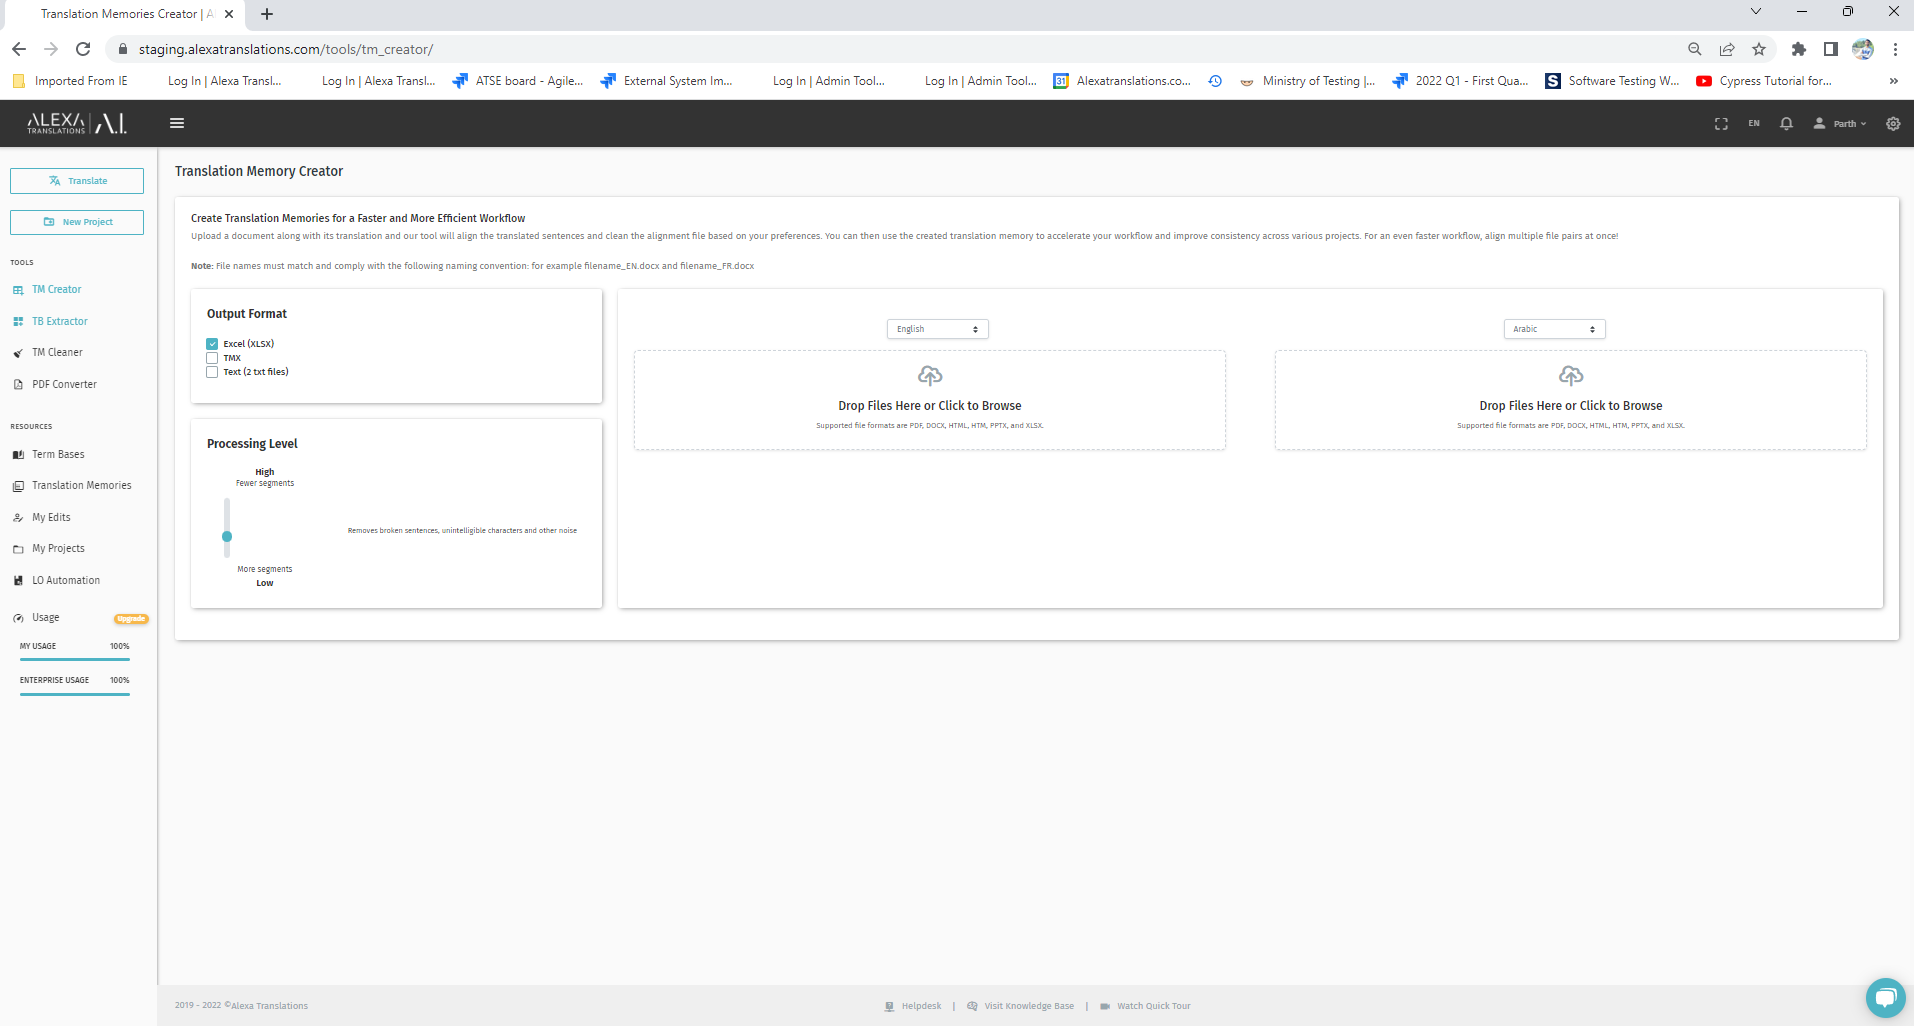 Translation Memories Creator | A
staging.alexatranslations.com/tools/tm_creator/
Imported From IE
Log In | Alexa Transl...
Log In | Alexa Transl...
ATSE board - Agile...
External System Im...
Log In | Admin Tool...
Log In | Admin Tool...
31
Alexatranslations.co...
Ministry of Testing |...
2022 Q1 - First Qua...
S
Software Testing W...
Cypress Tutorial for...
»
ALEXA TRANSLATIONS | A.I.
EN
Parth
Translate
New Project
TOOLS
TM Creator
TB Extractor
TM Cleaner
PDF Converter
RESOURCES
Term Bases
Translation Memories
My Edits
My Projects
LO Automation
Usage
Upgrade
MY USAGE 100%
ENTERPRISE USAGE 100%
Translation Memory Creator
Create Translation Memories for a Faster and More Efficient Workflow
Upload a document along with its translation and our tool will align the translated sentences and clean the alignment file based on your preferences. You can then use the created translation memory to accelerate your workflow and improve consistency across various projects. For an even faster workflow, align multiple file pairs at once!
Note: File names must match and comply with the following naming convention: for example filename_EN.docx and filename_FR.docx
Output Format
Excel (XLSX)
TMX
Text (2 txt files)
Processing Level
High
Fewer segments
Removes broken sentences, unintelligible characters and other noise
More segments
Low
English
Drop Files Here or Click to Browse
Supported file formats are PDF, DOCX, HTML, HTM, PPTX, and XLSX.
Arabic
Drop Files Here or Click to Browse
Supported file formats are PDF, DOCX, HTML, HTM, PPTX, and XLSX.
2019 - 2022 ©Alexa Translations
Helpdesk | Visit Knowledge Base | Watch Quick Tour